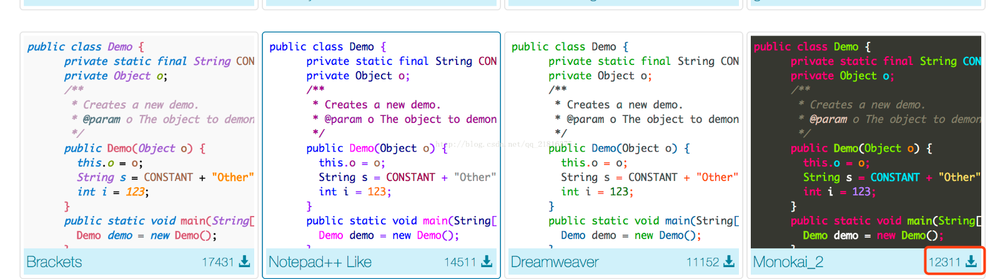 public class Demo {
private static final String CON
private Object o;
/**
* Creates a new demo.
* @param o The object to demon
*/
public Demo(Object o) {
this.o = o;
String s = CONSTANT + "Other"
int i = 123;
}
public static void main(String[
Demo demo = new Demo();
Brackets 17431
public class Demo {
private static final String CON
private Object o;
/**
* Creates a new demo.
* @param o The object to demon
*/
public Demo(Object o) {
this.o = o;
String s = CONSTANT + "Other"
int i = 123;
}
public static void main(String[
Demo demo = new Demo();
Notepad++ Like 14511
public class Demo {
private static final String CON
private Object o;
/**
* Creates a new demo.
* @param o The object to demon
*/
public Demo(Object o) {
this.o = o;
String s = CONSTANT + "Other"
int i = 123;
}
public static void main(String[
Demo demo = new Demo();
Dreamweaver 11152
public class Demo {
private static final String CON
private Object o;
/**
* Creates a new demo.
* @param o The object to demon
*/
public Demo(Object o) {
this.o = o;
String s = CONSTANT + "Other"
int i = 123;
}
public static void main(String[
Demo demo = new Demo();
Monokai_2 12311